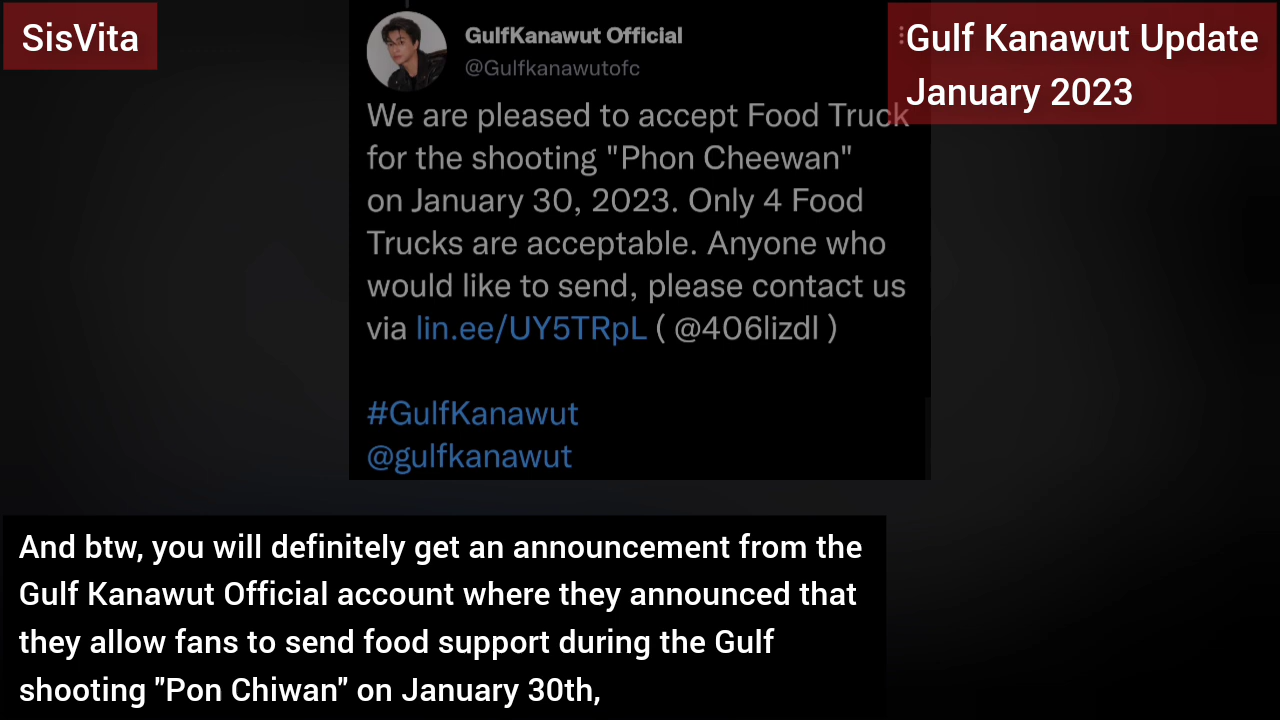 SisVita
Gulf Kanawut Update
January 2023
GulfKanawut Official
@Gulfkanawutofc
We are pleased to accept Food Truck
for the shooting "Phon Cheewan"
on January 30, 2023. Only 4 Food
Trucks are acceptable. Anyone who
would like to send, please contact us
via lin.ee/UY5TRpL ( @406lizdl )
#GulfKanawut
@gulfkanawut
And btw, you will definitely get an announcement from the
Gulf Kanawut Official account where they announced that
they allow fans to send food support during the Gulf
shooting "Pon Chiwan" on January 30th,